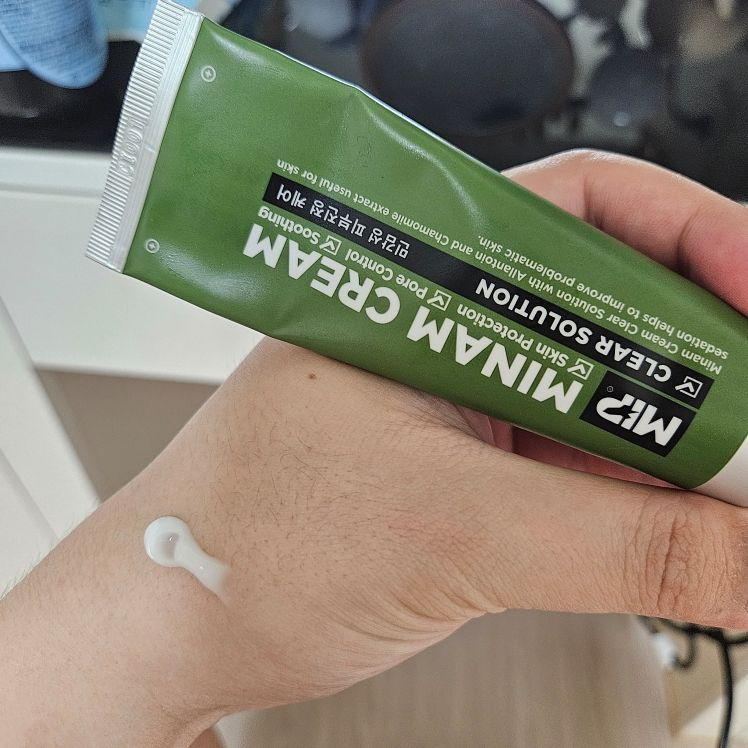 MINAM CREAM
Skin Protection Pore Control Soothing
CLEAR SOLUTION 민감성 피부진정 케어
Minam Cream Clear Solution with Allantoin and Chamomile extract useful for skin
sedation helps to improve problematic skin.